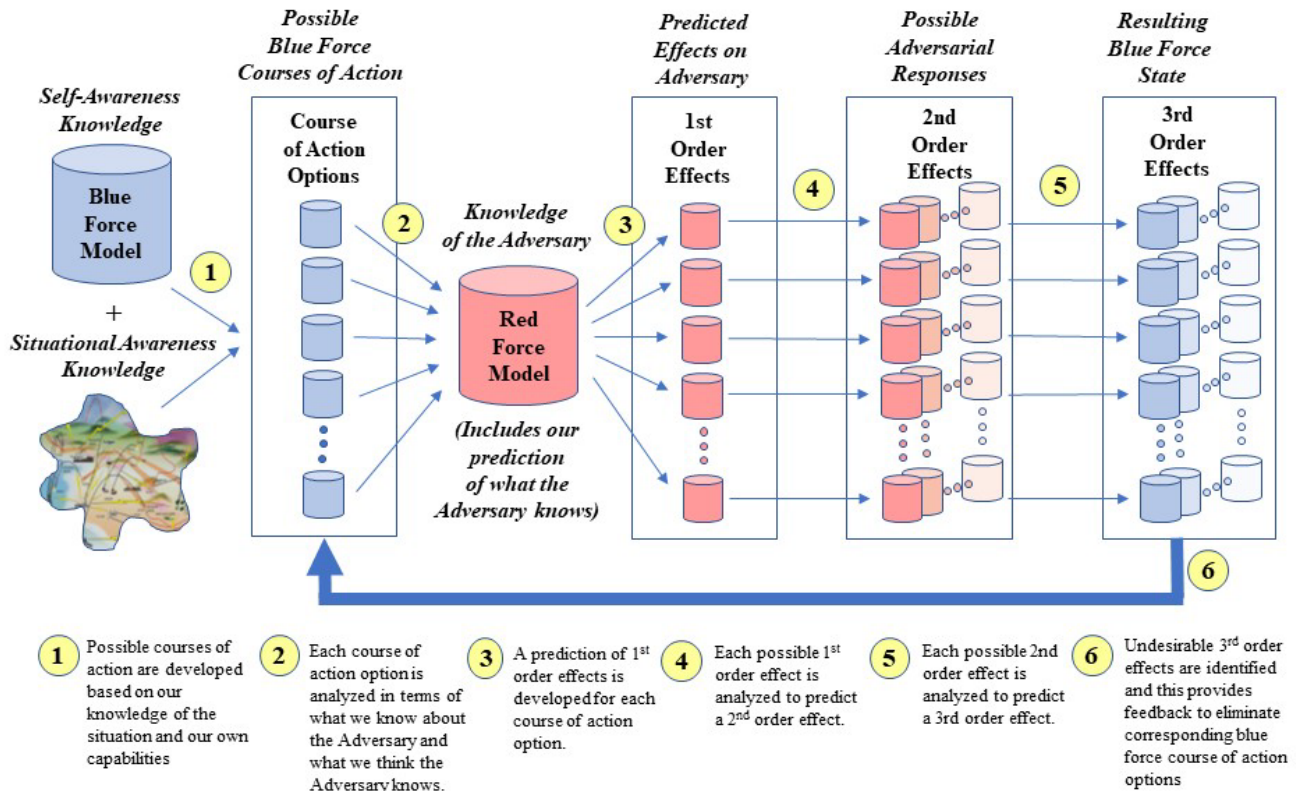 Possible
Blue Force
Courses of Action
Predicted
Effects on
Adversary
Possible
Adversarial
Responses
Resulting
Blue Force
State
Self-Awareness
Knowledge
Blue
Force
Model
+
Situational Awareness
Knowledge
1
Course
of Action
Options
2
Knowledge
of the Adversary
Red
Force
Model
(Includes our
prediction
of what the
Adversary knows)
3
1st
Order
Effects
4
2nd
Order
Effects
5
3rd
Order
Effects
6
1
Possible courses of
action are developed
based on our
knowledge of the
situation and our own
capabilities
2
Each course of
action option is
analyzed in terms of
what we know about
the Adversary and
what we think the
Adversary knows.
3
A prediction of 1st
order effects is
developed for each
course of action
option.
4
Each possible 1st
order effect is
analyzed to predict
a 2nd order effect.
5
Each possible 2nd
order effect is
analyzed to predict
a 3rd order effect.
6
Undesirable 3rd order
effects are identified
and this provides
feedback to eliminate
corresponding blue
force course of action
options